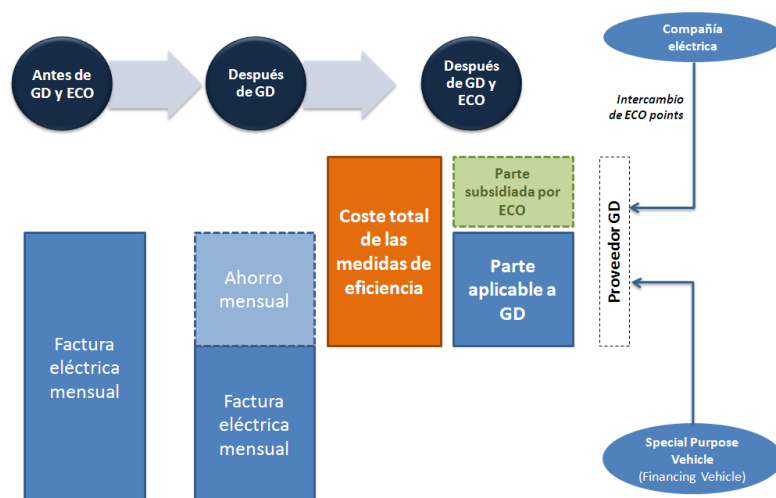 Antes de
GD y ECO
Después
de GD
Después
de GD y
ECO
Compañía
eléctrica
Intercambio
de ECO points
Factura
eléctrica
mensual
Ahorro
mensual
Factura
eléctrica
mensual
Coste total
de las
medidas de
eficiencia
Parte
subsidiada por
ECO
Parte
aplicable a
GD
Proveedor GD
Special Purpose
Vehicle
(Financing Vehicle)